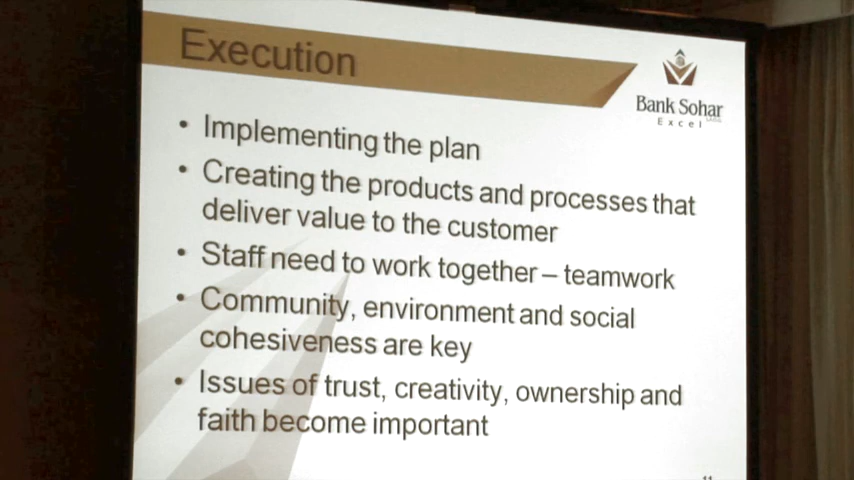 Execution
Bank Sohar
Excel
• Implementing the plan
• Creating the products and processes that
deliver value to the customer
• Staff need to work together – teamwork
• Community, environment and social
cohesiveness are key
• Issues of trust, creativity, ownership and
faith become important